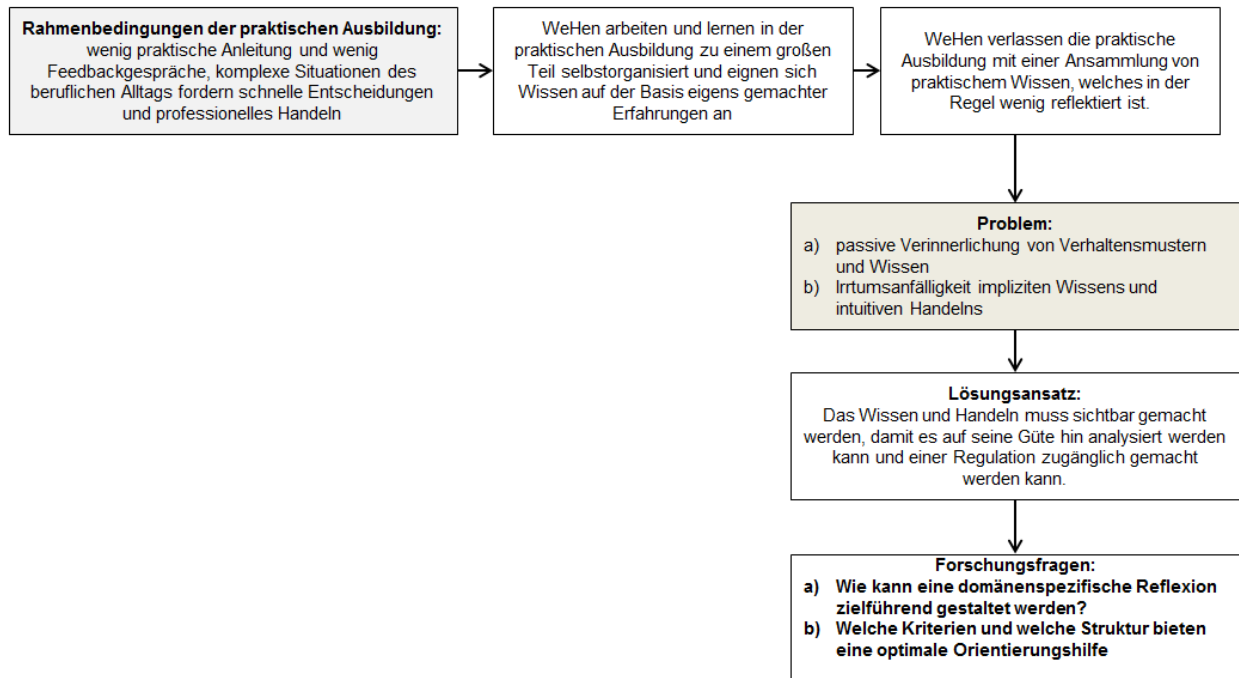 Rahmenbedingungen der praktischen Ausbildung:
wenig praktische Anleitung und wenig
Feedbackgespräche, komplexe Situationen des
beruflichen Alltags fordern schnelle Entscheidungen
und professionelles Handeln
WeHen arbeiten und lernen in der
praktischen Ausbildung zu einem großen
Teil selbstorganisiert und eignen sich
Wissen auf der Basis eigens gemachter
Erfahrungen an
WeHen verlassen die praktische
Ausbildung mit einer Ansammlung von
praktischem Wissen, welches in der
Regel wenig reflektiert ist.
Problem:
a) passive Verinnerlichung von Verhaltensmustern
und Wissen
b) Irrtumsanfälligkeit impliziten Wissens und
intuitiven Handelns
Lösungsansatz:
Das Wissen und Handeln muss sichtbar gemacht
werden, damit es auf seine Güte hin analysiert werden
kann und einer Regulation zugänglich gemacht
werden kann.
Forschungsfragen:
a) Wie kann eine domänenspezifische Reflexion
zielführend gestaltet werden?
b) Welche Kriterien und welche Struktur bieten
eine optimale Orientierungshilfe